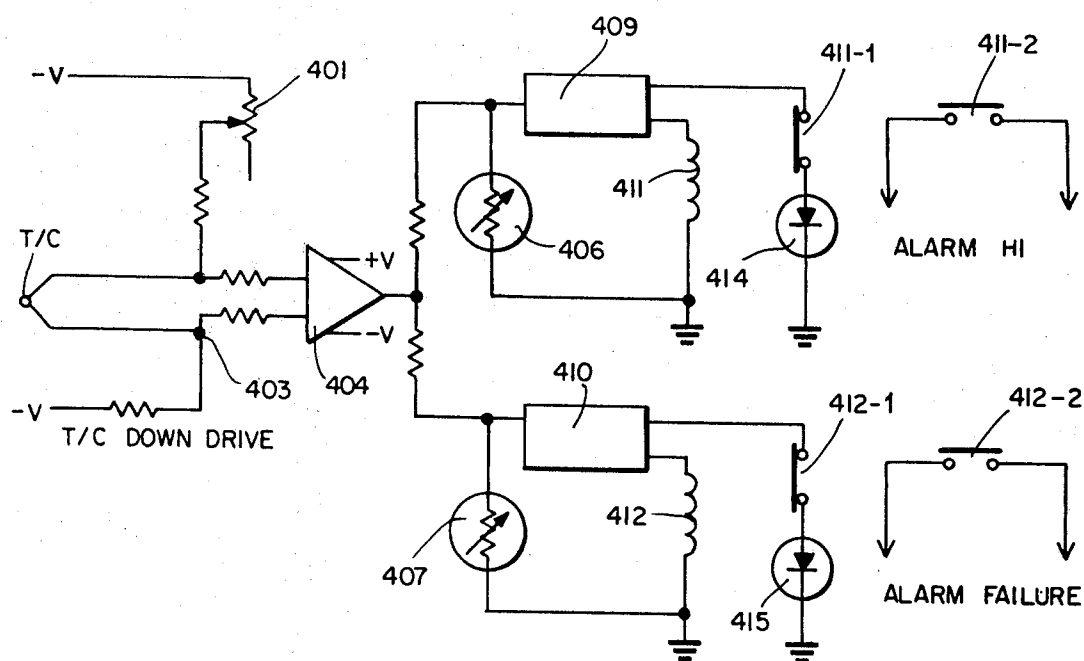 -V
401
T/C
+V
-V
403
404
-V
T/C DOWN DRIVE
409
411-1
411-2
411
406
414
ALARM HI
410
412-1
412-2
412
407
415
ALARM FAILURE